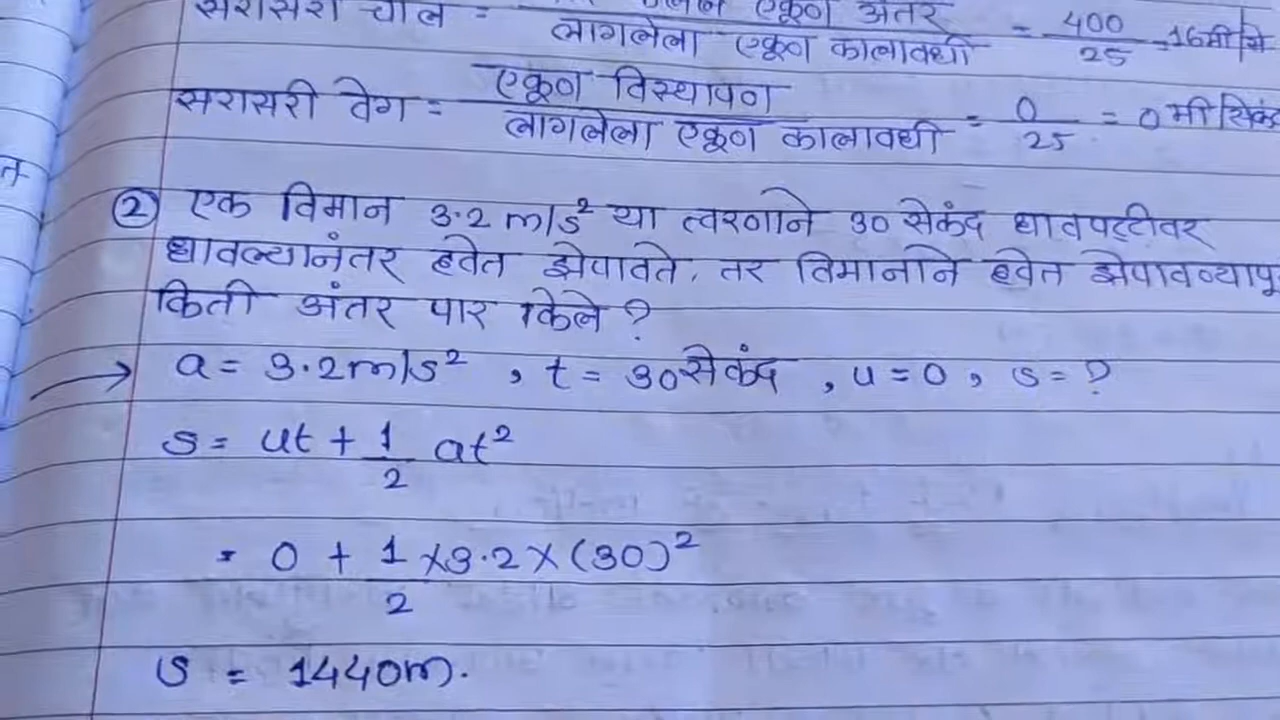 सरासरी चाल = एकूण अंतर / लागलेला एकूण कालावधी = 400/25 = 16मी/से
सरासरी वेग = एकूण विस्थापन / लागलेला एकूण कालावधी = 0/25 = 0 मी सेकंद
② एक विमान 3.2 m/s² या त्वरणाने 30 सेकंद धावपट्टीवर
धावल्यानंतर हवेत झेपावते. तर विमानाने हवेत झेपावव्यापू
किती अंतर पार केले ?
→ a = 3.2m/s² , t = 30सेकंद , u = 0 , s = ?
s = ut + 1/2 at²
= 0 + 1/2 × 3.2 × (30)²
s = 1440m.